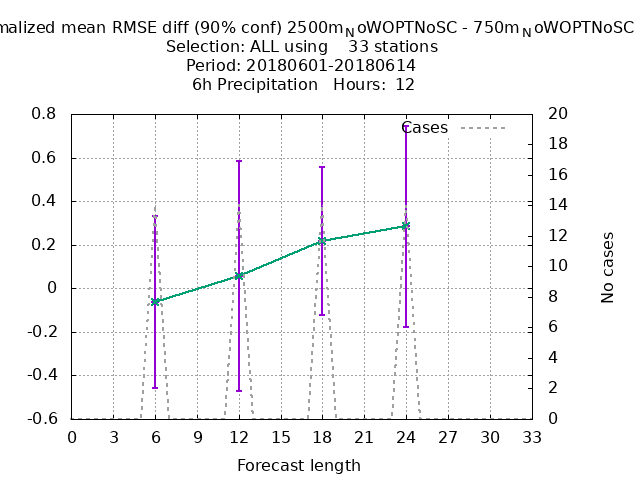 malized mean RMSE diff (90% conf) 2500mNoWOPTNoSC - 750mNoWOPTNoSC
Selection: ALL using 33 stations
Period: 20180601-20180614
6h Precipitation Hours: 12
Cases
0.8
0.6
0.4
0.2
0
-0.2
-0.4
-0.6
20
18
16
14
12
10
8
6
4
2
0
No cases
0 3 6 9 12 15 18 21 24 27 30 33
Forecast length